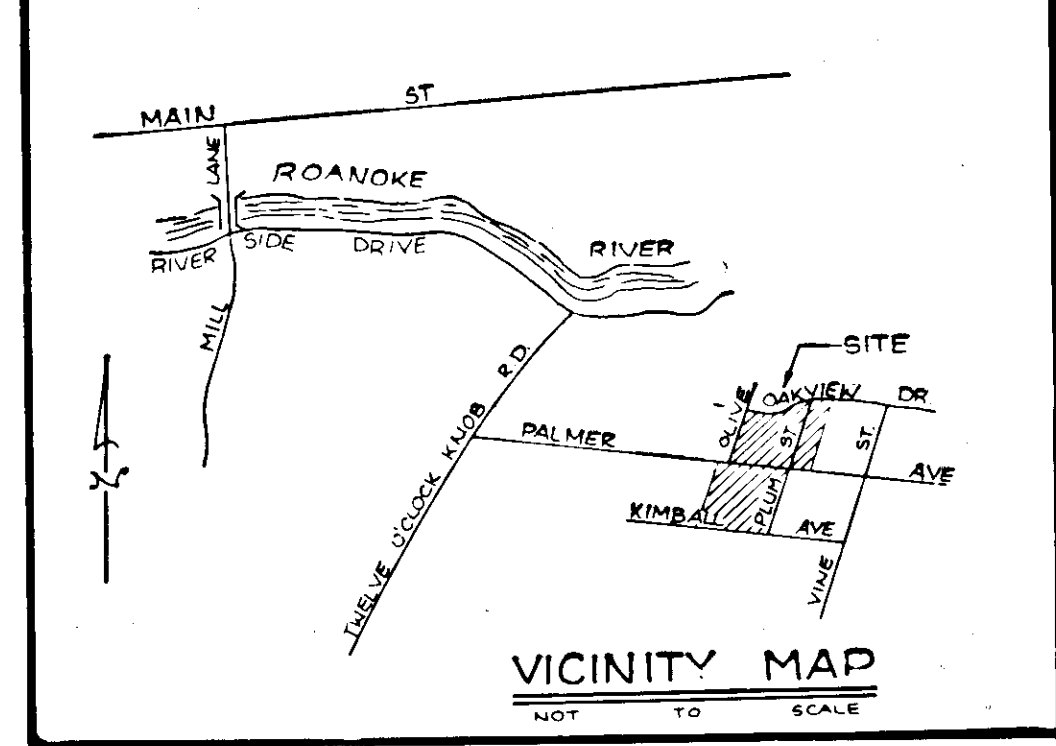 MAIN ST
LANE
ROANOKE
RIVER
RIVER SIDE DRIVE
MILL
SITE
OLIVE
OAKVIEW DR.
TWELVE O'CLOCK KNOB RD.
PALMER AVE
ST
ST.
PLUM
KIMBALL AVE
VINE
VICINITY MAP
NOT TO SCALE